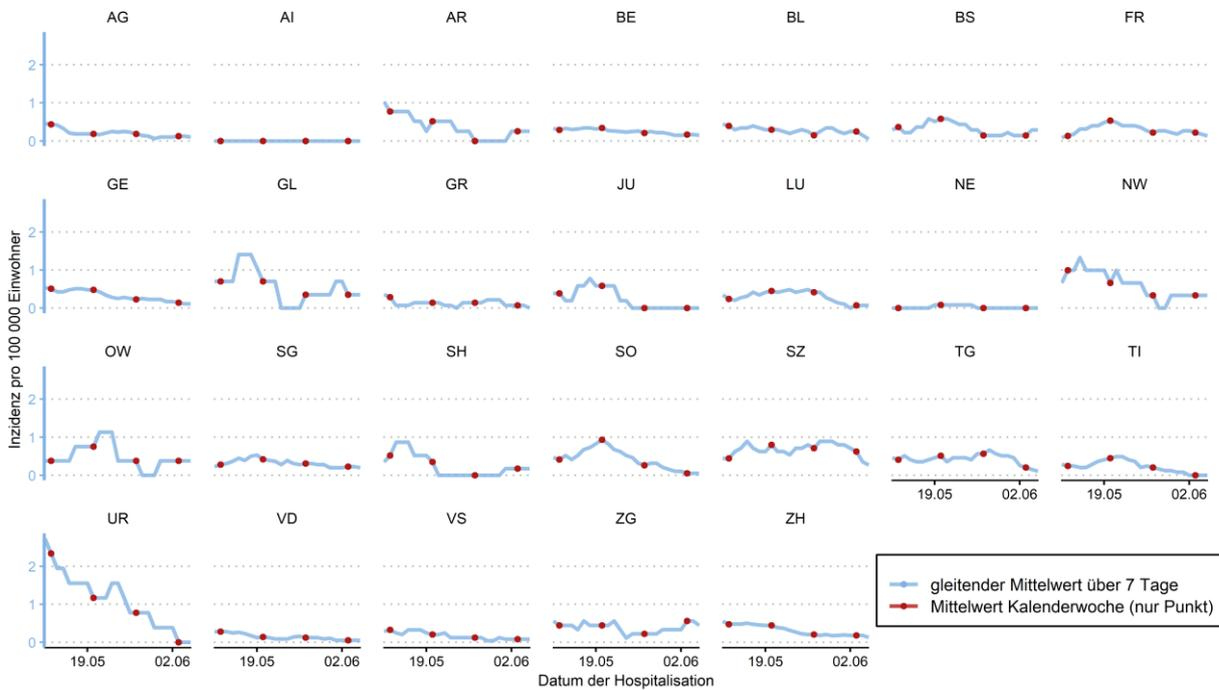 AG AI AR BE BL BS FR
2
1
0
GE GL GR JU LU NE NW
2
1
0
OW SG SH SO SZ TG TI
2
1
0
19.05 02.06 19.05 02.06
UR VD VS ZG ZH
2
1
0
19.05 02.06 19.05 02.06 19.05 02.06 19.05 02.06 19.05 02.06
Inzidenz pro 100 000 Einwohner
Datum der Hospitalisation
gleitender Mittelwert über 7 Tage
Mittelwert Kalenderwoche (nur Punkt)